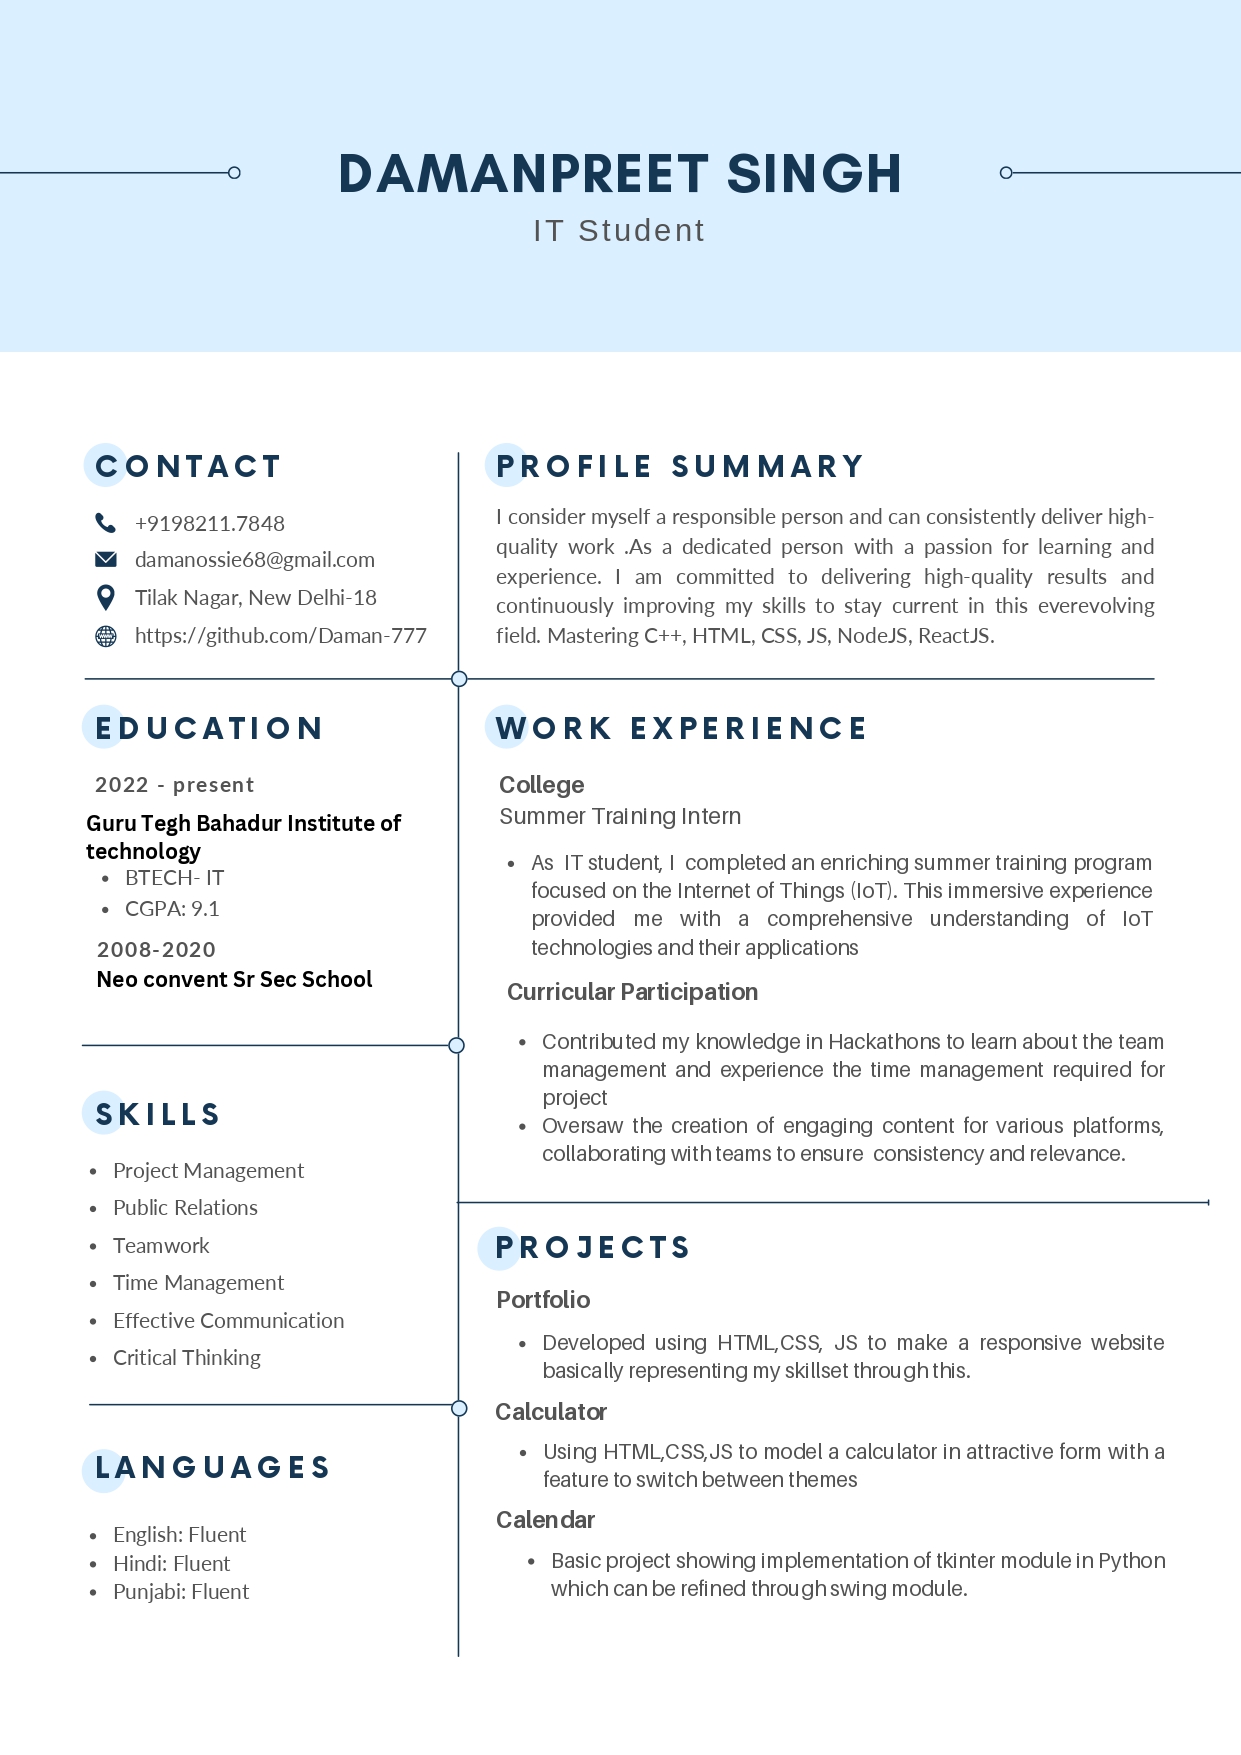 DAMANPREET SINGH
IT Student
CONTACT
+9198211.7848
damanossie68@gmail.com
Tilak Nagar, New Delhi-18
https://github.com/Daman-777
EDUCATION
2022 - present
Guru Tegh Bahadur Institute of
technology
• BTECH- IT
• CGPA: 9.1
2008-2020
Neo convent Sr Sec School
SKILLS
• Project Management
• Public Relations
• Teamwork
• Time Management
• Effective Communication
• Critical Thinking
LANGUAGES
• English: Fluent
• Hindi: Fluent
• Punjabi: Fluent
PROFILE SUMMARY
I consider myself a responsible person and can consistently deliver high-
quality work .As a dedicated person with a passion for learning and
experience. I am committed to delivering high-quality results and
continuously improving my skills to stay current in this everevolving
field. Mastering C++, HTML, CSS, JS, NodeJS, ReactJS.
WORK EXPERIENCE
College
Summer Training Intern
• As IT student, I completed an enriching summer training program
focused on the Internet of Things (IoT). This immersive experience
provided me with a comprehensive understanding of IoT
technologies and their applications
Curricular Participation
• Contributed my knowledge in Hackathons to learn about the team
management and experience the time management required for
project
• Oversaw the creation of engaging content for various platforms,
collaborating with teams to ensure consistency and relevance.
PROJECTS
Portfolio
• Developed using HTML,CSS, JS to make a responsive website
basically representing my skillset through this.
Calculator
• Using HTML,CSS,JS to model a calculator in attractive form with a
feature to switch between themes
Calendar
• Basic project showing implementation of tkinter module in Python
which can be refined through swing module.